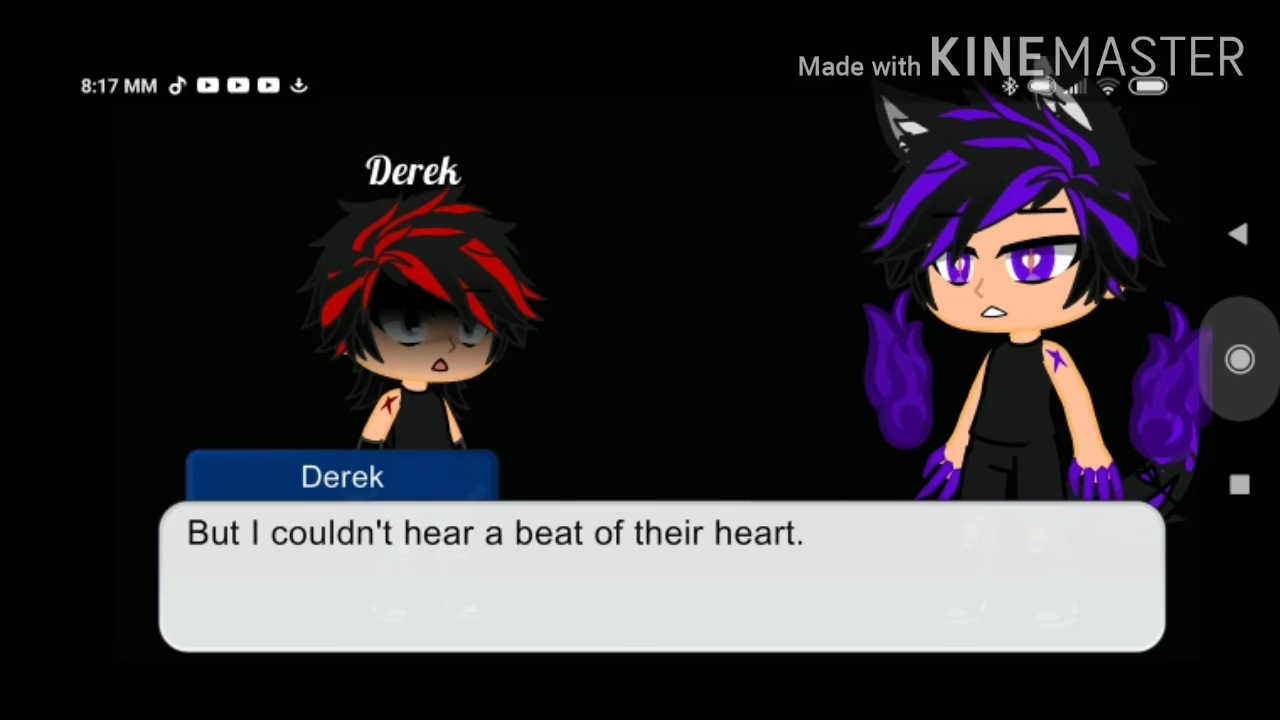 Made with KINEMASTER
8:17 MM
Derek
Derek
But I couldn't hear a beat of their heart.